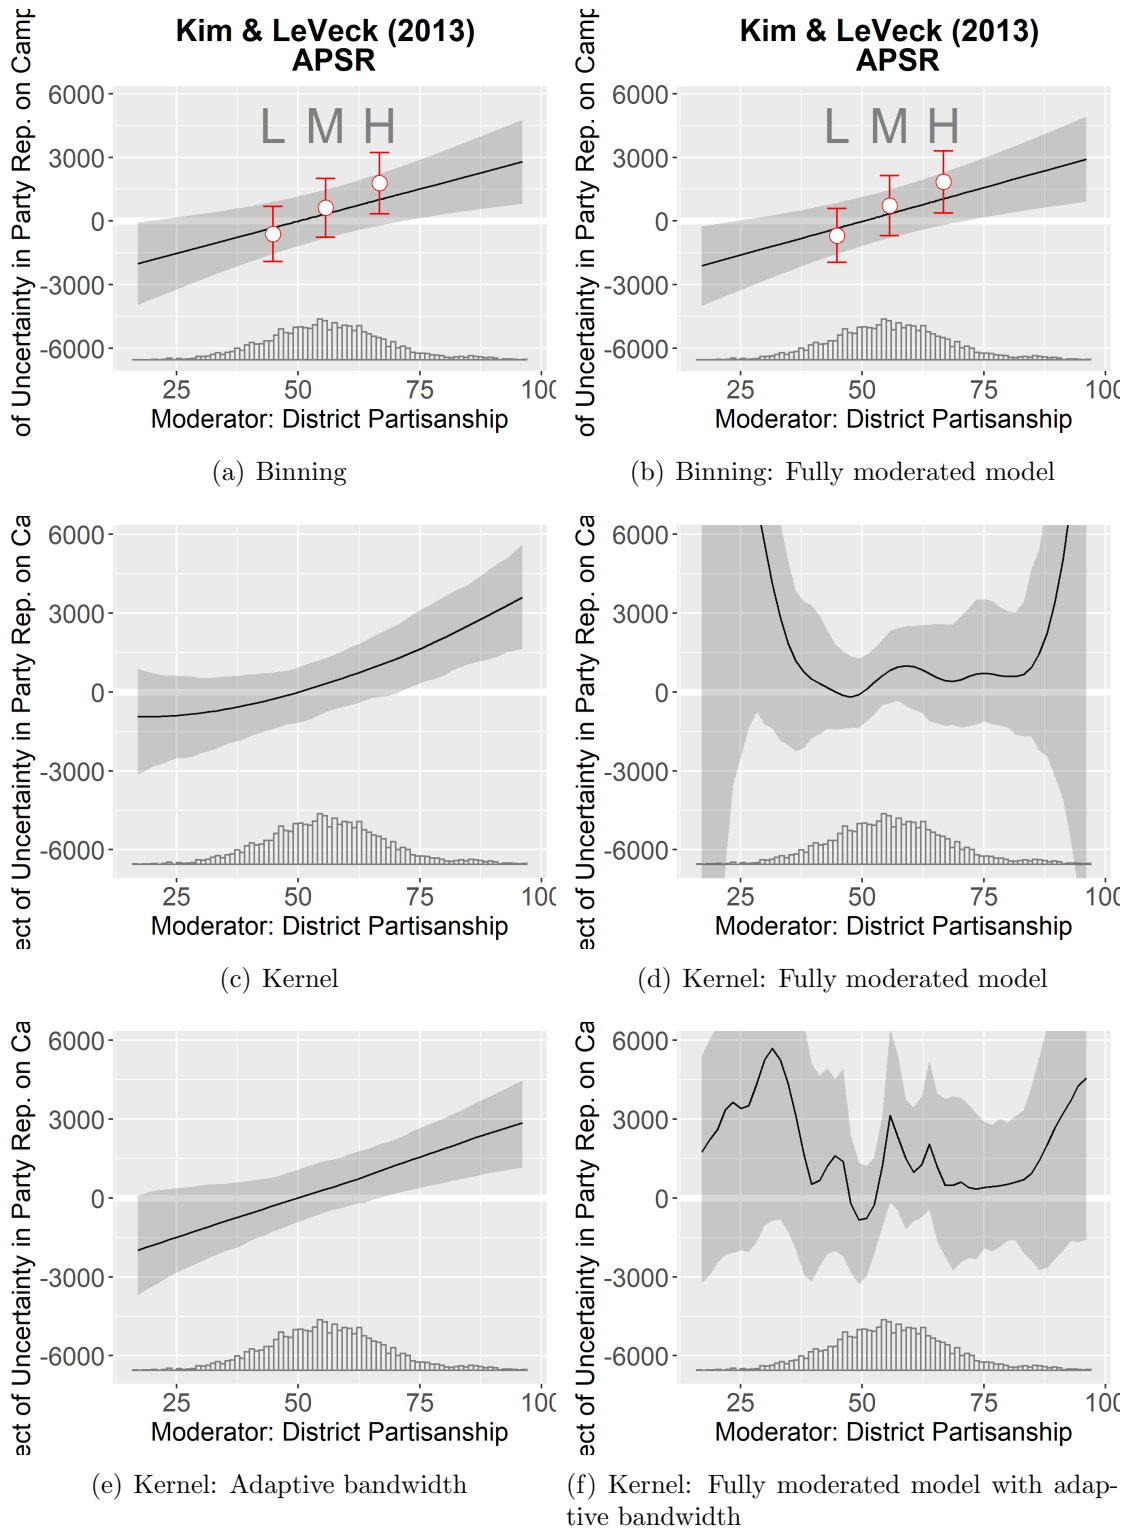 Kim & LeVeck (2013)
APSR
of Uncertainty in Party Rep. on Camp
6000
3000
0
-3000
-6000
L M H
25 50 75 100
Moderator: District Partisanship
(a) Binning
Kim & LeVeck (2013)
APSR
of Uncertainty in Party Rep. on Camp
6000
3000
0
-3000
-6000
L M H
25 50 75 100
Moderator: District Partisanship
(b) Binning: Fully moderated model
ect of Uncertainty in Party Rep. on Ca
6000
3000
0
-3000
-6000
25 50 75 100
Moderator: District Partisanship
(c) Kernel
ect of Uncertainty in Party Rep. on Ca
6000
3000
0
-3000
-6000
25 50 75 100
Moderator: District Partisanship
(d) Kernel: Fully moderated model
ect of Uncertainty in Party Rep. on Ca
6000
3000
0
-3000
-6000
25 50 75 100
Moderator: District Partisanship
(e) Kernel: Adaptive bandwidth
ect of Uncertainty in Party Rep. on Ca
6000
3000
0
-3000
-6000
25 50 75 100
Moderator: District Partisanship
(f) Kernel: Fully moderated model with adap-
tive bandwidth